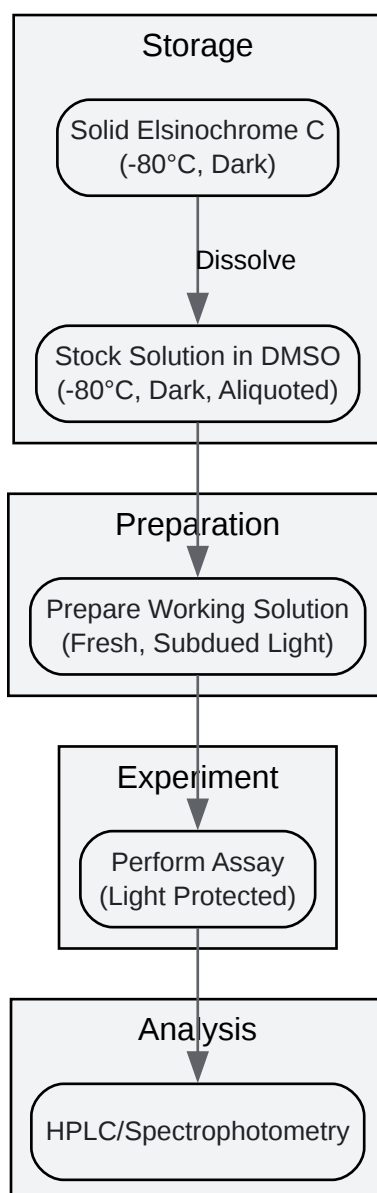 Storage
Solid Elsinochrome C
(-80°C, Dark)
Dissolve
Stock Solution in DMSO
(-80°C, Dark, Aliquoted)
Preparation
Prepare Working Solution
(Fresh, Subdued Light)
Experiment
Perform Assay
(Light Protected)
Analysis
HPLC/Spectrophotometry